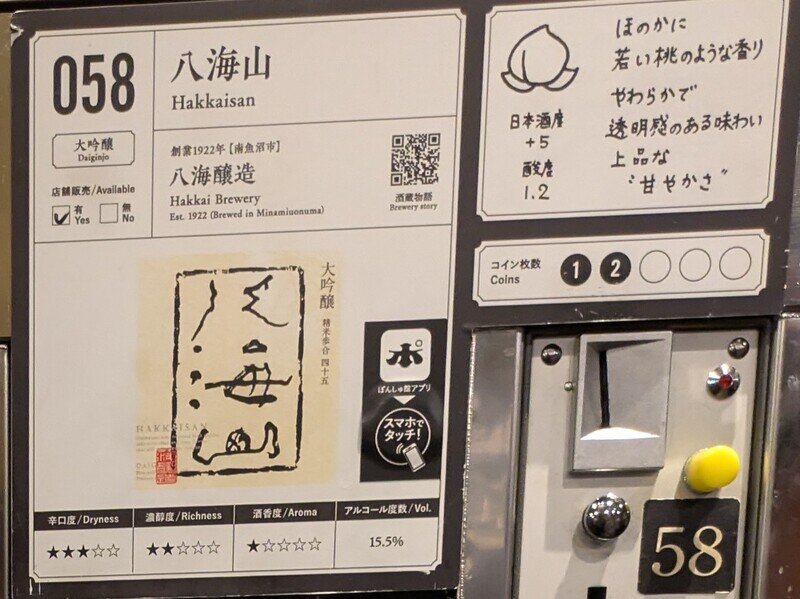 058
八海山
Hakkaisan
大吟醸
Daiginjo
店舗販売/Available
有
Yes
無
No
創業1922年 [南魚沼市]
八海醸造
Hakkai Brewery
Est. 1922 (Brewed in Minamiuonuma)
酒蔵物語
Brewery story
大吟醸
精米歩合 四十五
八海山
HAKKAISAN
ぽ
ぽんしゅ館アプリ
スマホで
タッチ!
辛口度/Dryness
★★★☆☆
濃醇度/Richness
★★☆☆☆
酒香度/Aroma
★☆☆☆☆
アルコール度数/Vol.
15.5%
ほのかに
若い桃のような香り
やわらかで
透明感のある味わい
上品な
"甘やかさ"
日本酒度
+5
酸度
1.2
コイン枚数
Coins
1 2
58